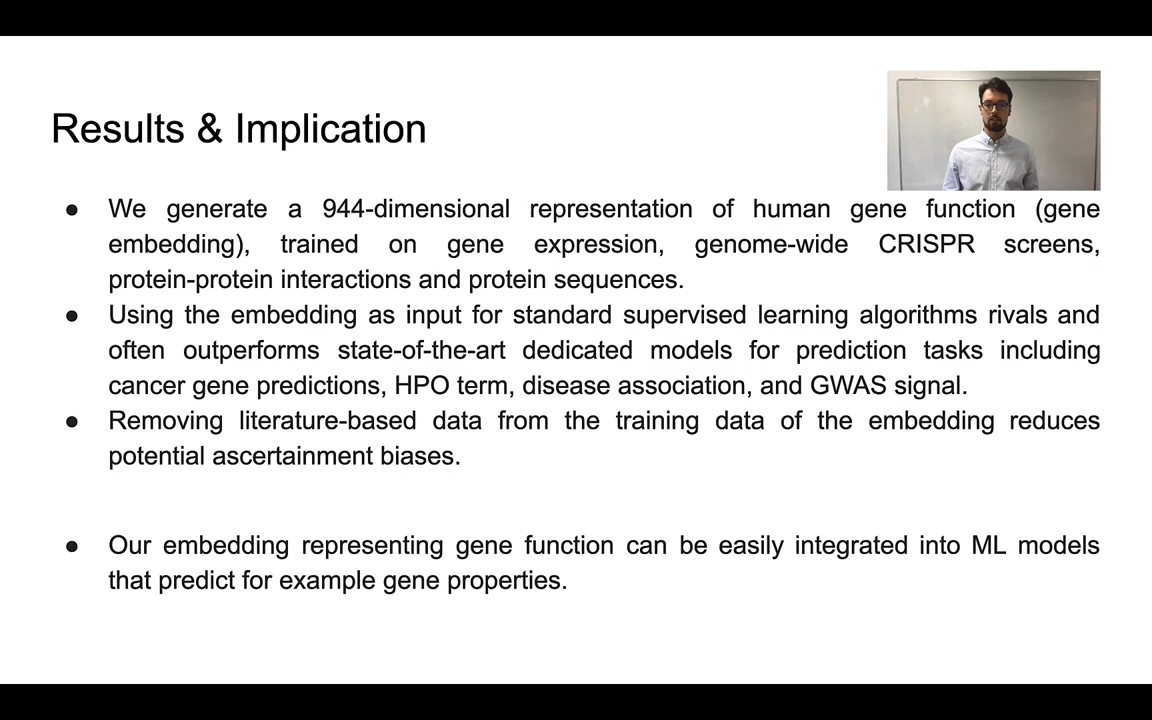 Results & Implication
● We generate a 944-dimensional representation of human gene function (gene
embedding), trained on gene expression, genome-wide CRISPR screens,
protein-protein interactions and protein sequences.
● Using the embedding as input for standard supervised learning algorithms rivals and
often outperforms state-of-the-art dedicated models for prediction tasks including
cancer gene predictions, HPO term, disease association, and GWAS signal.
● Removing literature-based data from the training data of the embedding reduces
potential ascertainment biases.
● Our embedding representing gene function can be easily integrated into ML models
that predict for example gene properties.